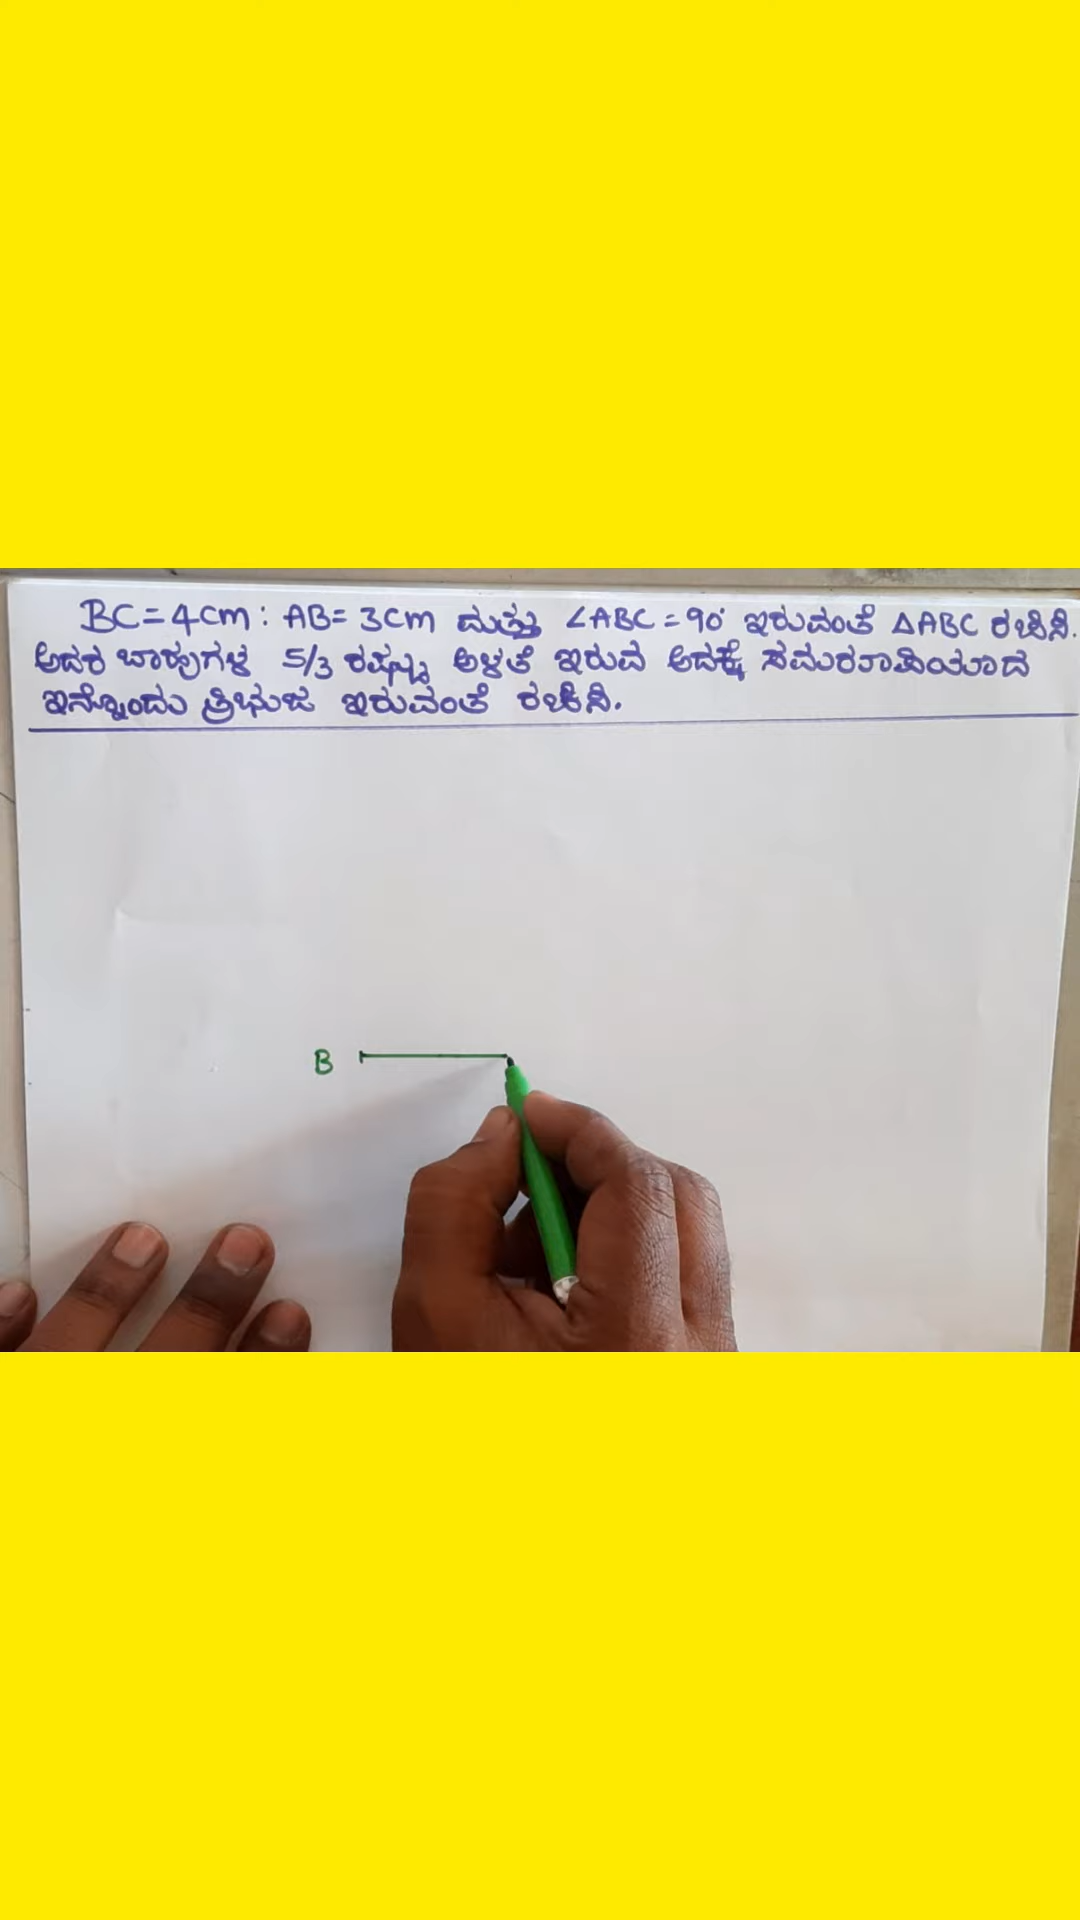 BC = 4cm : AB = 3cm ಮತ್ತು ∠ABC = 90° ಇರುವಂತೆ ΔABC ರಚಿಸಿ.
ಅದರ ಬಾಹುಗಳ 5/3 ರಷ್ಟು ಅಳತೆ ಇರುವ ಅದಕ್ಕೆ ಸಮರೂಪಿಯಾದ
ಇನ್ನೊಂದು ತ್ರಿಭುಜ ಇರುವಂತೆ ರಚಿಸಿ.
B